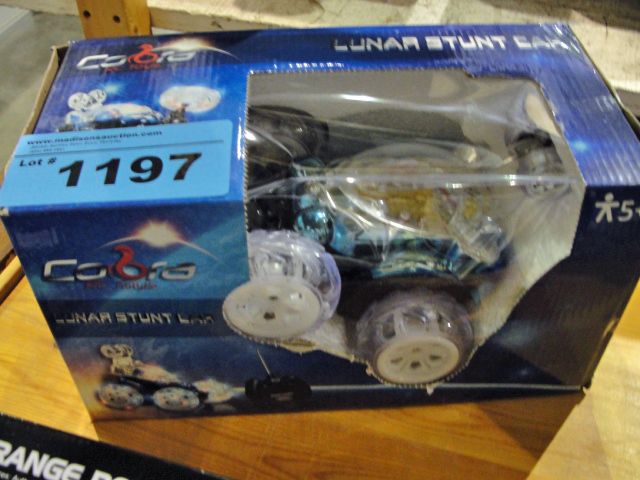 Cobra
LUNAR STUNT CAR
www.madisonsauction.com
Lot # 1197
5+
Cobra
LUNAR STUNT CAR
RANGE